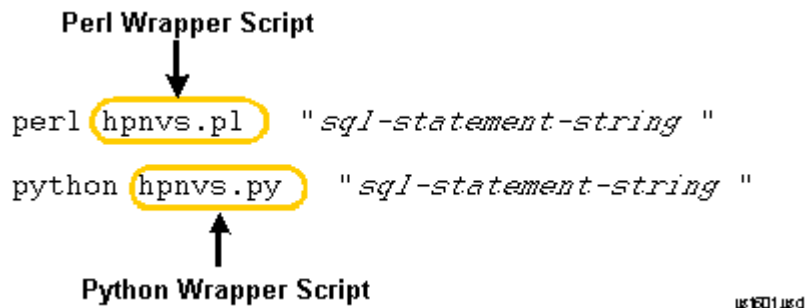 Perl Wrapper Script
perl hpnvs.pl "sql-statement-string "
python hpnvs.py "sql-statement-string "
Python Wrapper Script